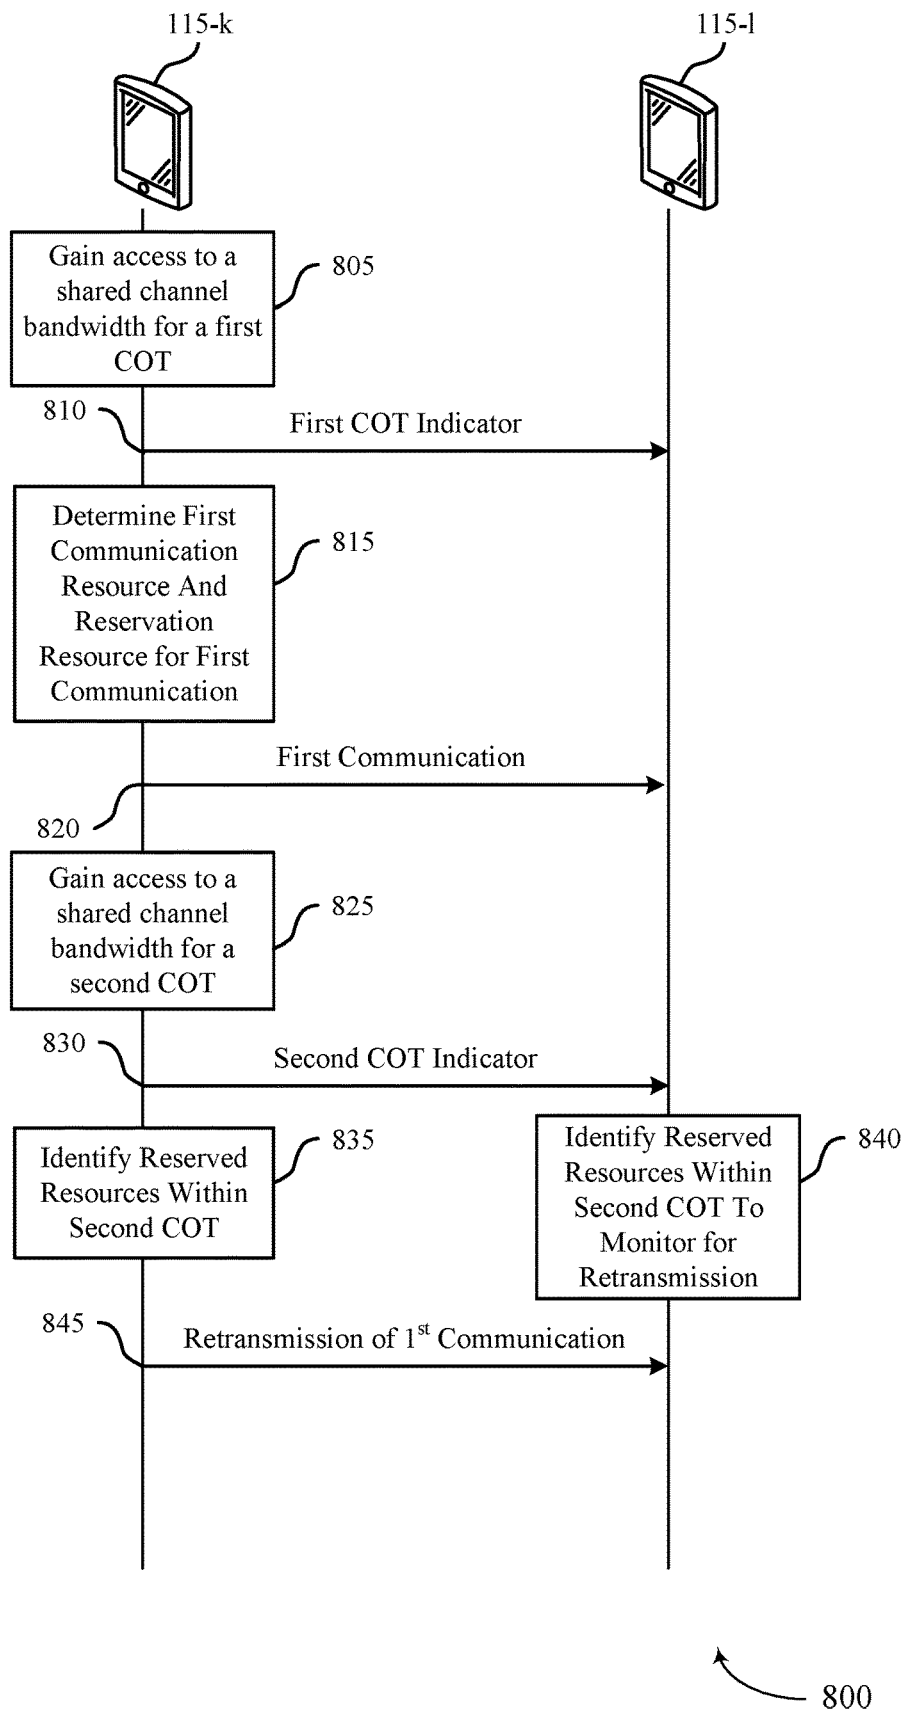 115-k
115-l
Gain access to a
shared channel
bandwidth for a first
COT
805
810
First COT Indicator
Determine First
Communication
Resource And
Reservation
Resource for First
Communication
815
First Communication
820
Gain access to a
shared channel
bandwidth for a
second COT
825
830
Second COT Indicator
Identify Reserved
Resources Within
Second COT
835
Identify Reserved
Resources Within
Second COT To
Monitor for
Retransmission
840
845
Retransmission of 1st Communication
800